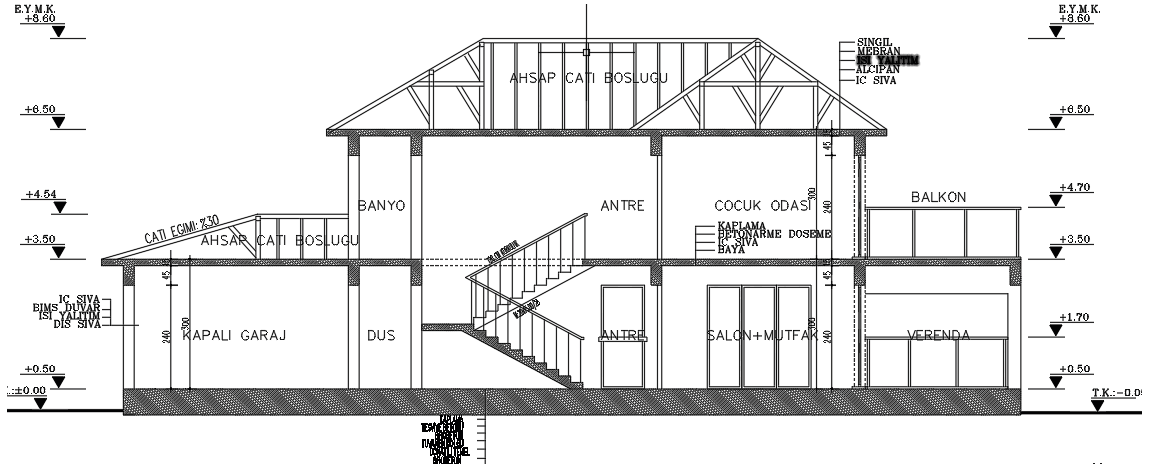 E.Y.M.K.
+8.60
E.Y.M.K.
+8.60
SINGIL
MEBRAN
ISI YALITIM
ALCIPAN
IC SIVA
AHSAP CATI BOSLUGU
+6.50
+6.50
45
+4.54
BANYO
ANTRE
COCUK ODASI
300
240
BALKON
+4.70
CATI EGIMI: %30
AHSAP CATI BOSLUGU
KAPLAMA
BETONARME DOSEME
IC SIVA
BAYA
+3.50
+3.50
45
45
IC SIVA
BIMS DUVAR
ISI YALITIM
DIS SIVA
240
300
KAPALI GARAJ
DUS
ANTRE
SALON+MUTFAK
300
240
VERENDA
+1.70
+0.50
+0.50
.:±0.00
T.K.:-0.0